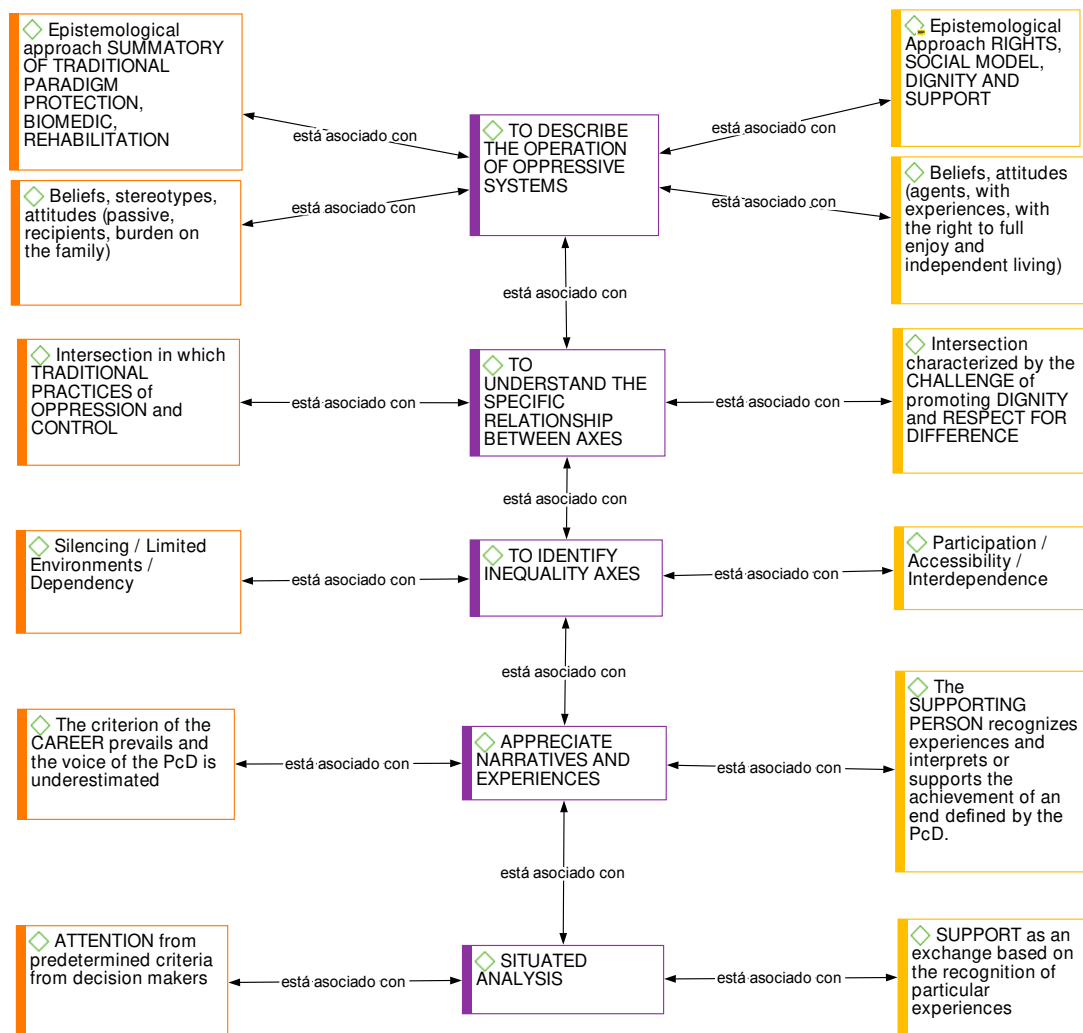 Epistemological
approach SUMMATORY
OF TRADITIONAL
PARADIGM
PROTECTION,
BIOMEDIC,
REHABILITATION
Epistemological
Approach RIGHTS,
SOCIAL MODEL,
DIGNITY AND
SUPPORT
está asociado con
TO DESCRIBE
THE OPERATION
OF OPPRESSIVE
SYSTEMS
está asociado con
Beliefs, stereotypes,
attitudes (passive,
recipients, burden on
the family)
está asociado con
está asociado con
Beliefs, attitudes
(agents, with
experiences, with
the right to full
enjoy and
independent living)
está asociado con
Intersection in which
TRADITIONAL
PRACTICES of
OPPRESSION and
CONTROL
está asociado con
TO
UNDERSTAND THE
SPECIFIC
RELATIONSHIP
BETWEEN AXES
está asociado con
Intersection
characterized by the
CHALLENGE of
promoting DIGNITY
and RESPECT FOR
DIFFERENCE
está asociado con
Silencing / Limited
Environments /
Dependency
está asociado con
TO IDENTIFY
INEQUALITY AXES
está asociado con
Participation /
Accessibility /
Interdependence
está asociado con
The criterion of the
CAREER prevails and
the voice of the PcD is
underestimated
está asociado con
APPRECIATE
NARRATIVES AND
EXPERIENCES
está asociado con
The
SUPPORTING
PERSON recognizes
experiences and
interprets or
supports the
achievement of an
end defined by the
PcD.
está asociado con
ATTENTION from
predetermined criteria
from decision makers
está asociado con
SITUATED
ANALYSIS
está asociado con
SUPPORT as an
exchange based on
the recognition of
particular
experiences